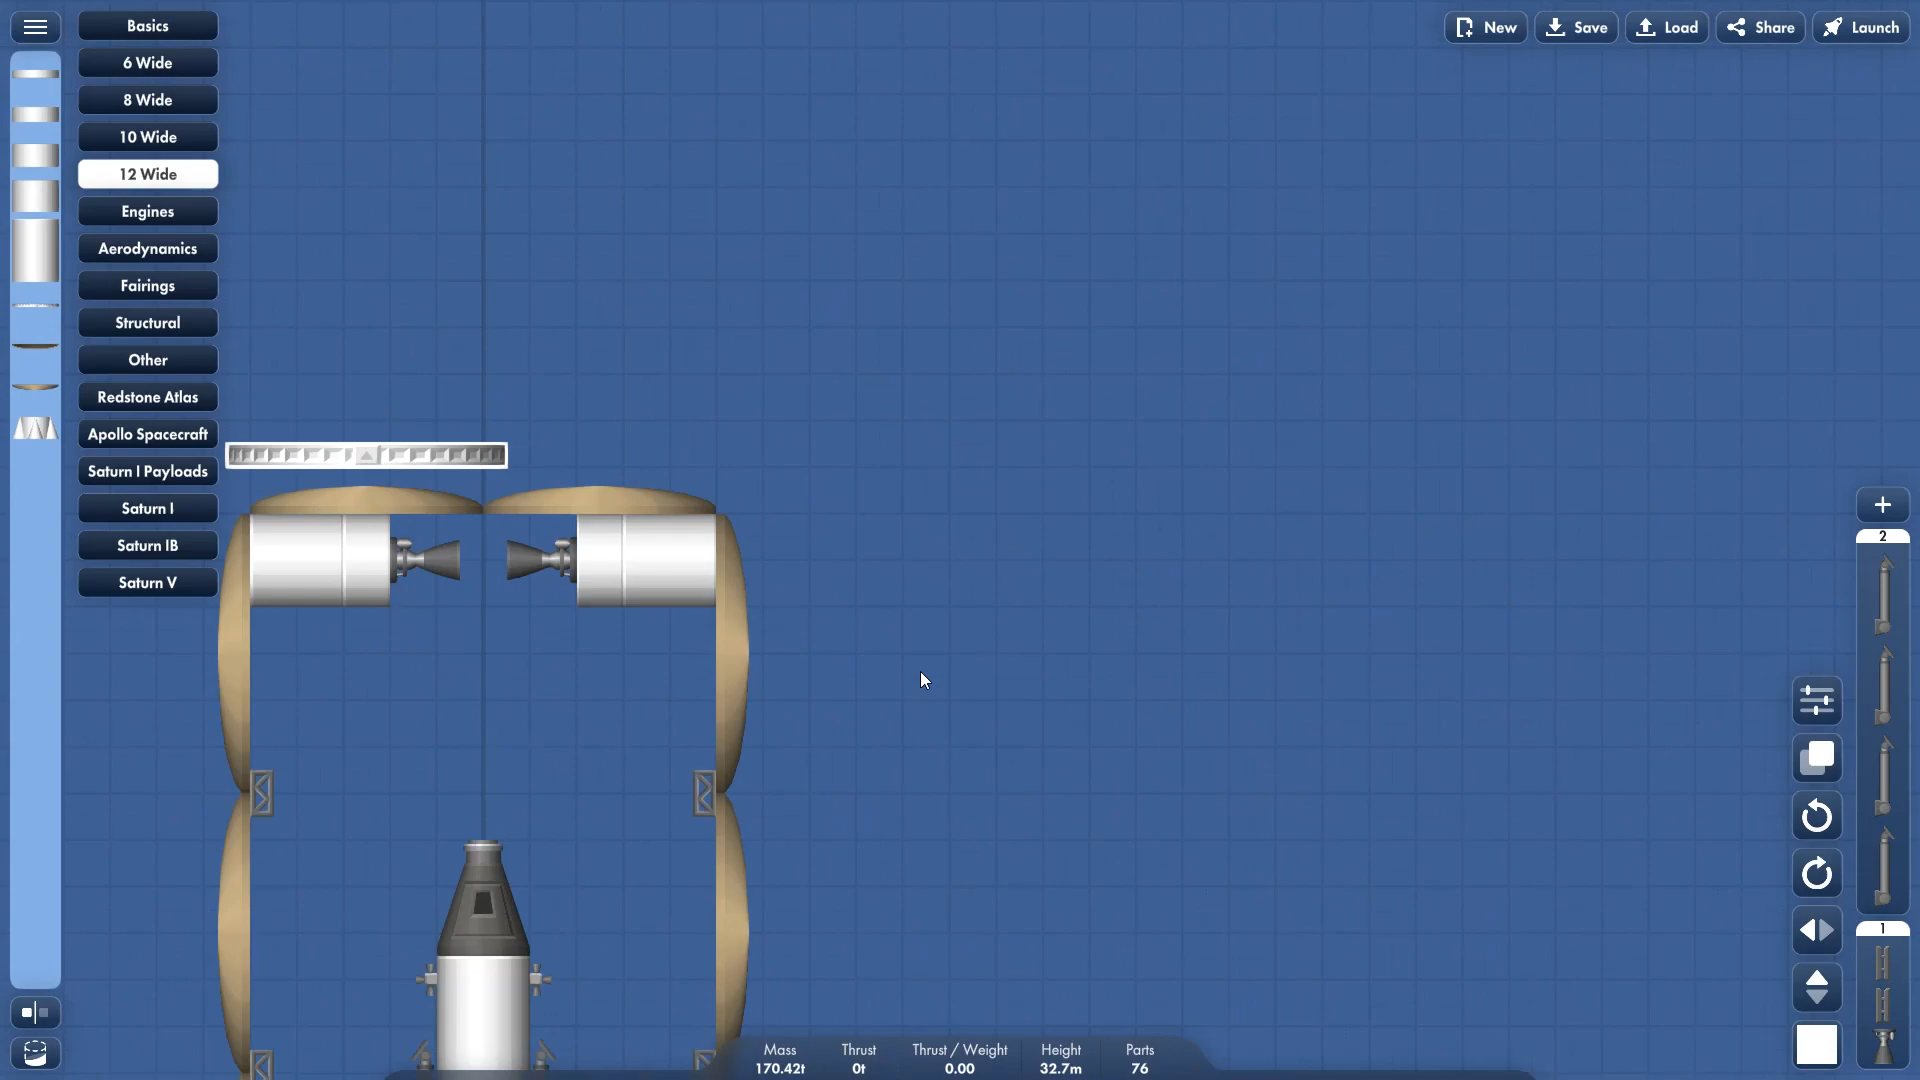 Basics
6 Wide
8 Wide
10 Wide
12 Wide
Engines
Aerodynamics
Fairings
Structural
Other
Redstone Atlas
Apollo Spacecraft
Saturn I Payloads
Saturn I
Saturn IB
Saturn V
New
Save
Load
Share
Launch
2
1
Mass Thrust Thrust / Weight Height Parts
170.42t 0t 0.00 32.7m 76